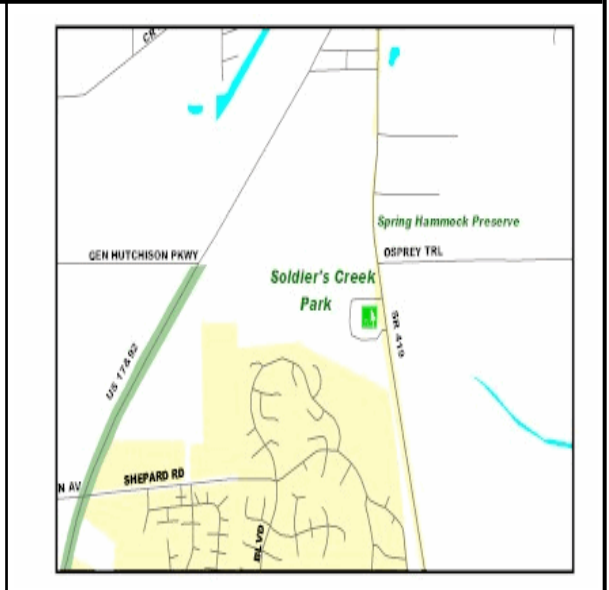 CR
Spring Hammock Preserve
GEN HUTCHISON PKWY
OSPREY TRL
Soldier's Creek
Park
SR 419
US 17&92
SHEPARD RD
N AV
BLVD